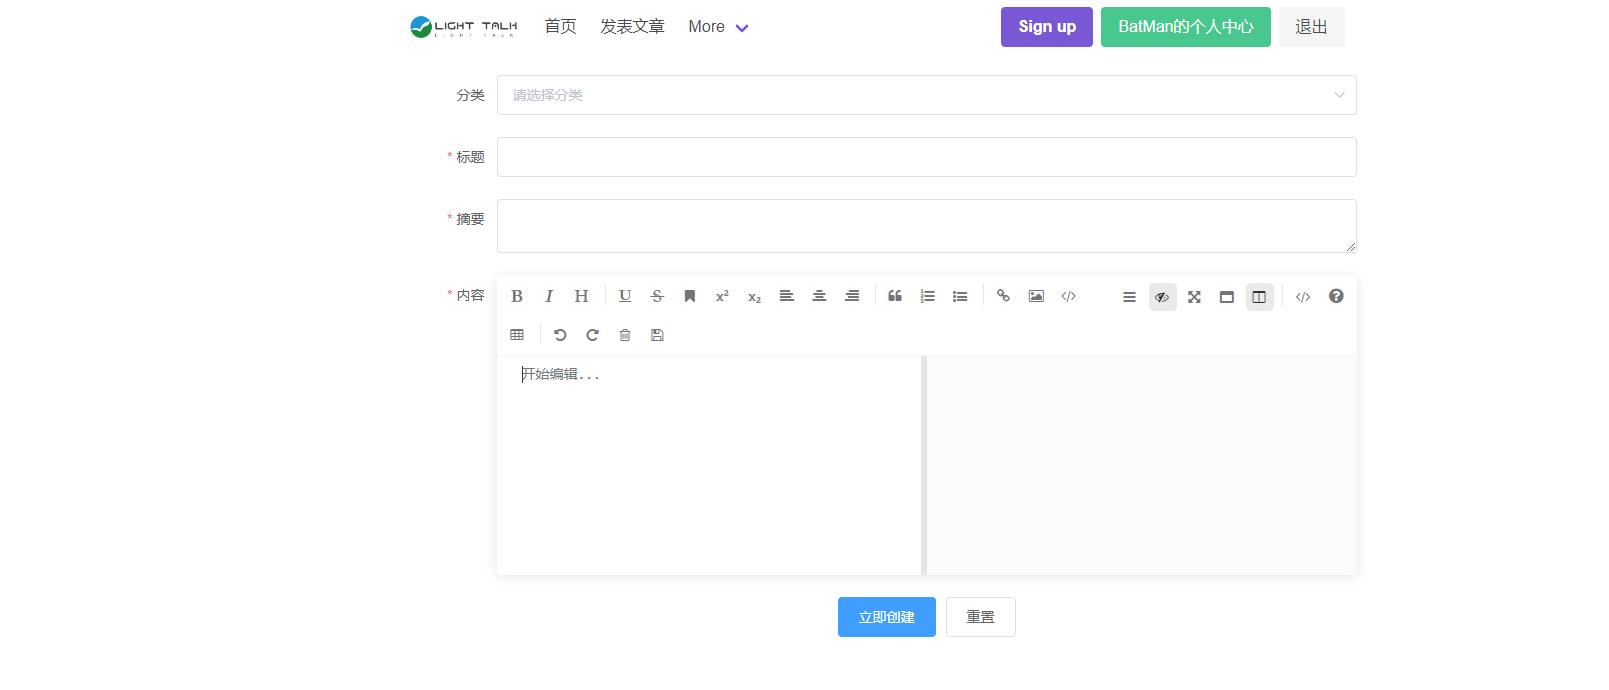 LIGHT TALK
LIGHT TALK
首页 发表文章 More Sign up BatMan的个人中心 退出
分类 请选择分类
* 标题
* 摘要
* 内容
开始编辑...
立即创建 重置